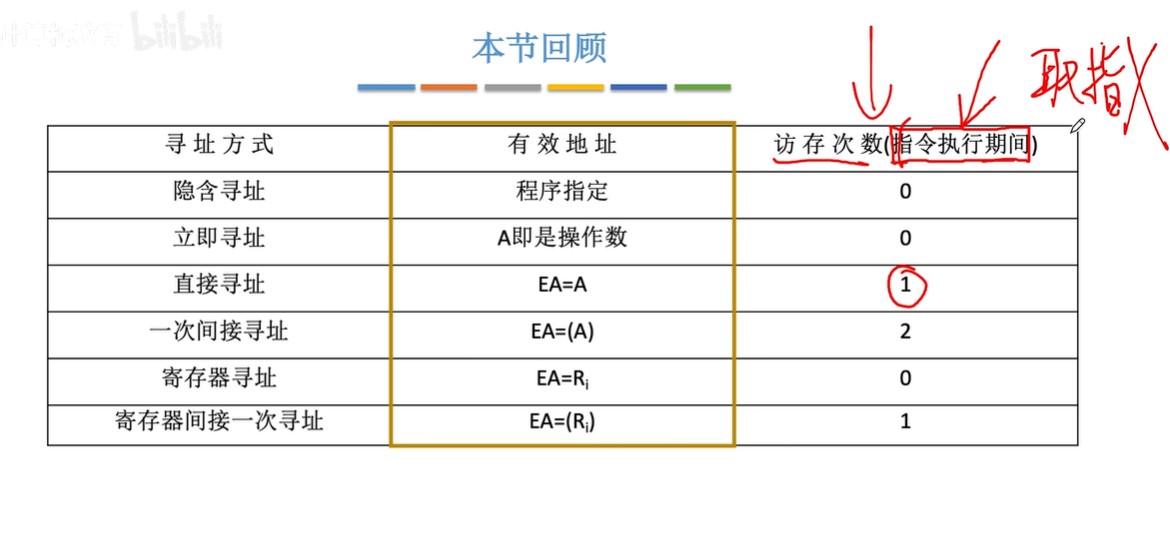 bilibili
本节回顾
取指
寻址方式 有效地址 访存次数(指令执行期间)
隐含寻址 程序指定 0
立即寻址 A即是操作数 0
直接寻址 EA=A 1
一次间接寻址 EA=(A) 2
寄存器寻址 EA=Ri 0
寄存器间接一次寻址 EA=(Ri) 1